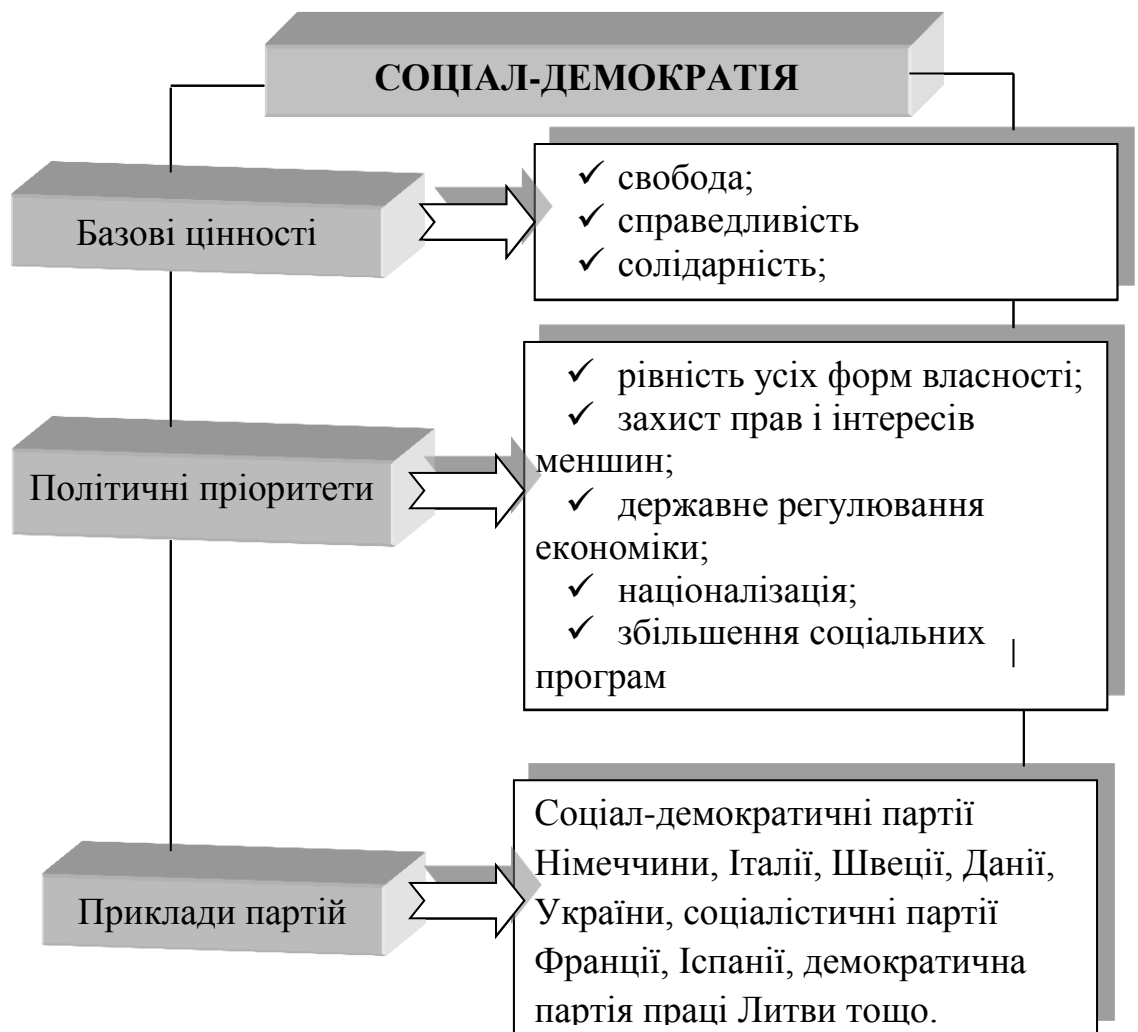 СОЦІАЛ-ДЕМОКРАТІЯ
Базові цінності
✓ свобода;
✓ справедливість
✓ солідарність;
Політичні пріоритети
✓ рівність усіх форм власності;
✓ захист прав і інтересів
меншин;
✓ державне регулювання
економіки;
✓ націоналізація;
✓ збільшення соціальних
програм
Приклади партій
Соціал-демократичні партії
Німеччини, Італії, Швеції, Данії,
України, соціалістичні партії
Франції, Іспанії, демократична
партія праці Литви тощо.